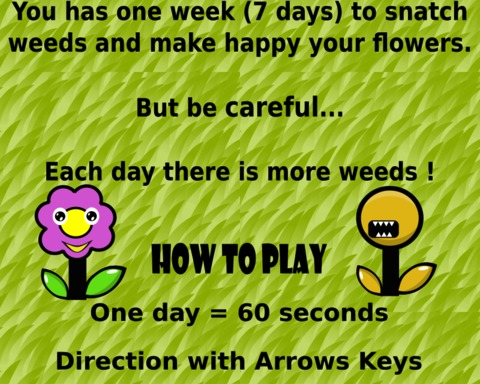 You has one week (7 days) to snatch
weeds and make happy your flowers.
But be careful...
Each day there is more weeds !
HOW TO PLAY
One day = 60 seconds
Direction with Arrows Keys